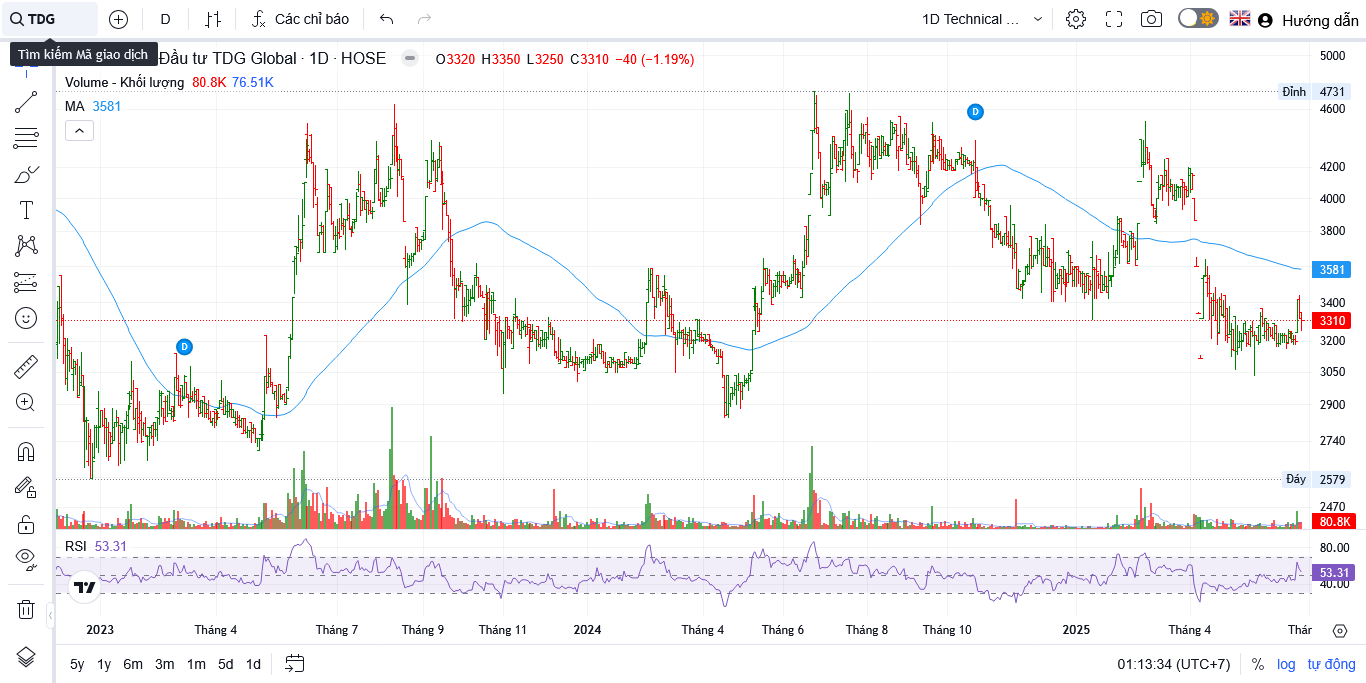 TDG
D
Các chỉ báo
1D Technical ...
Hướng dẫn
Tìm kiếm Mã giao dịch
Đầu tư TDG Global · 1D · HOSE
O3320 H3350 L3250 C3310 −40 (−1.19%)
Volume - Khối lượng 80.8K 76.51K
MA 3581
5000
Đỉnh 4731
4600
4200
4000
3800
3581
3400
3310
3200
3050
2900
2740
Đáy 2579
2470
80.8K
D
D
RSI 53.31
80.00
53.31
40.00
2023 Tháng 4 Tháng 7 Tháng 9 Tháng 11 2024 Tháng 4 Tháng 6 Tháng 8 Tháng 10 2025 Tháng 4 Thár
5y 1y 6m 3m 1m 5d 1d
01:13:34 (UTC+7) % log tự động